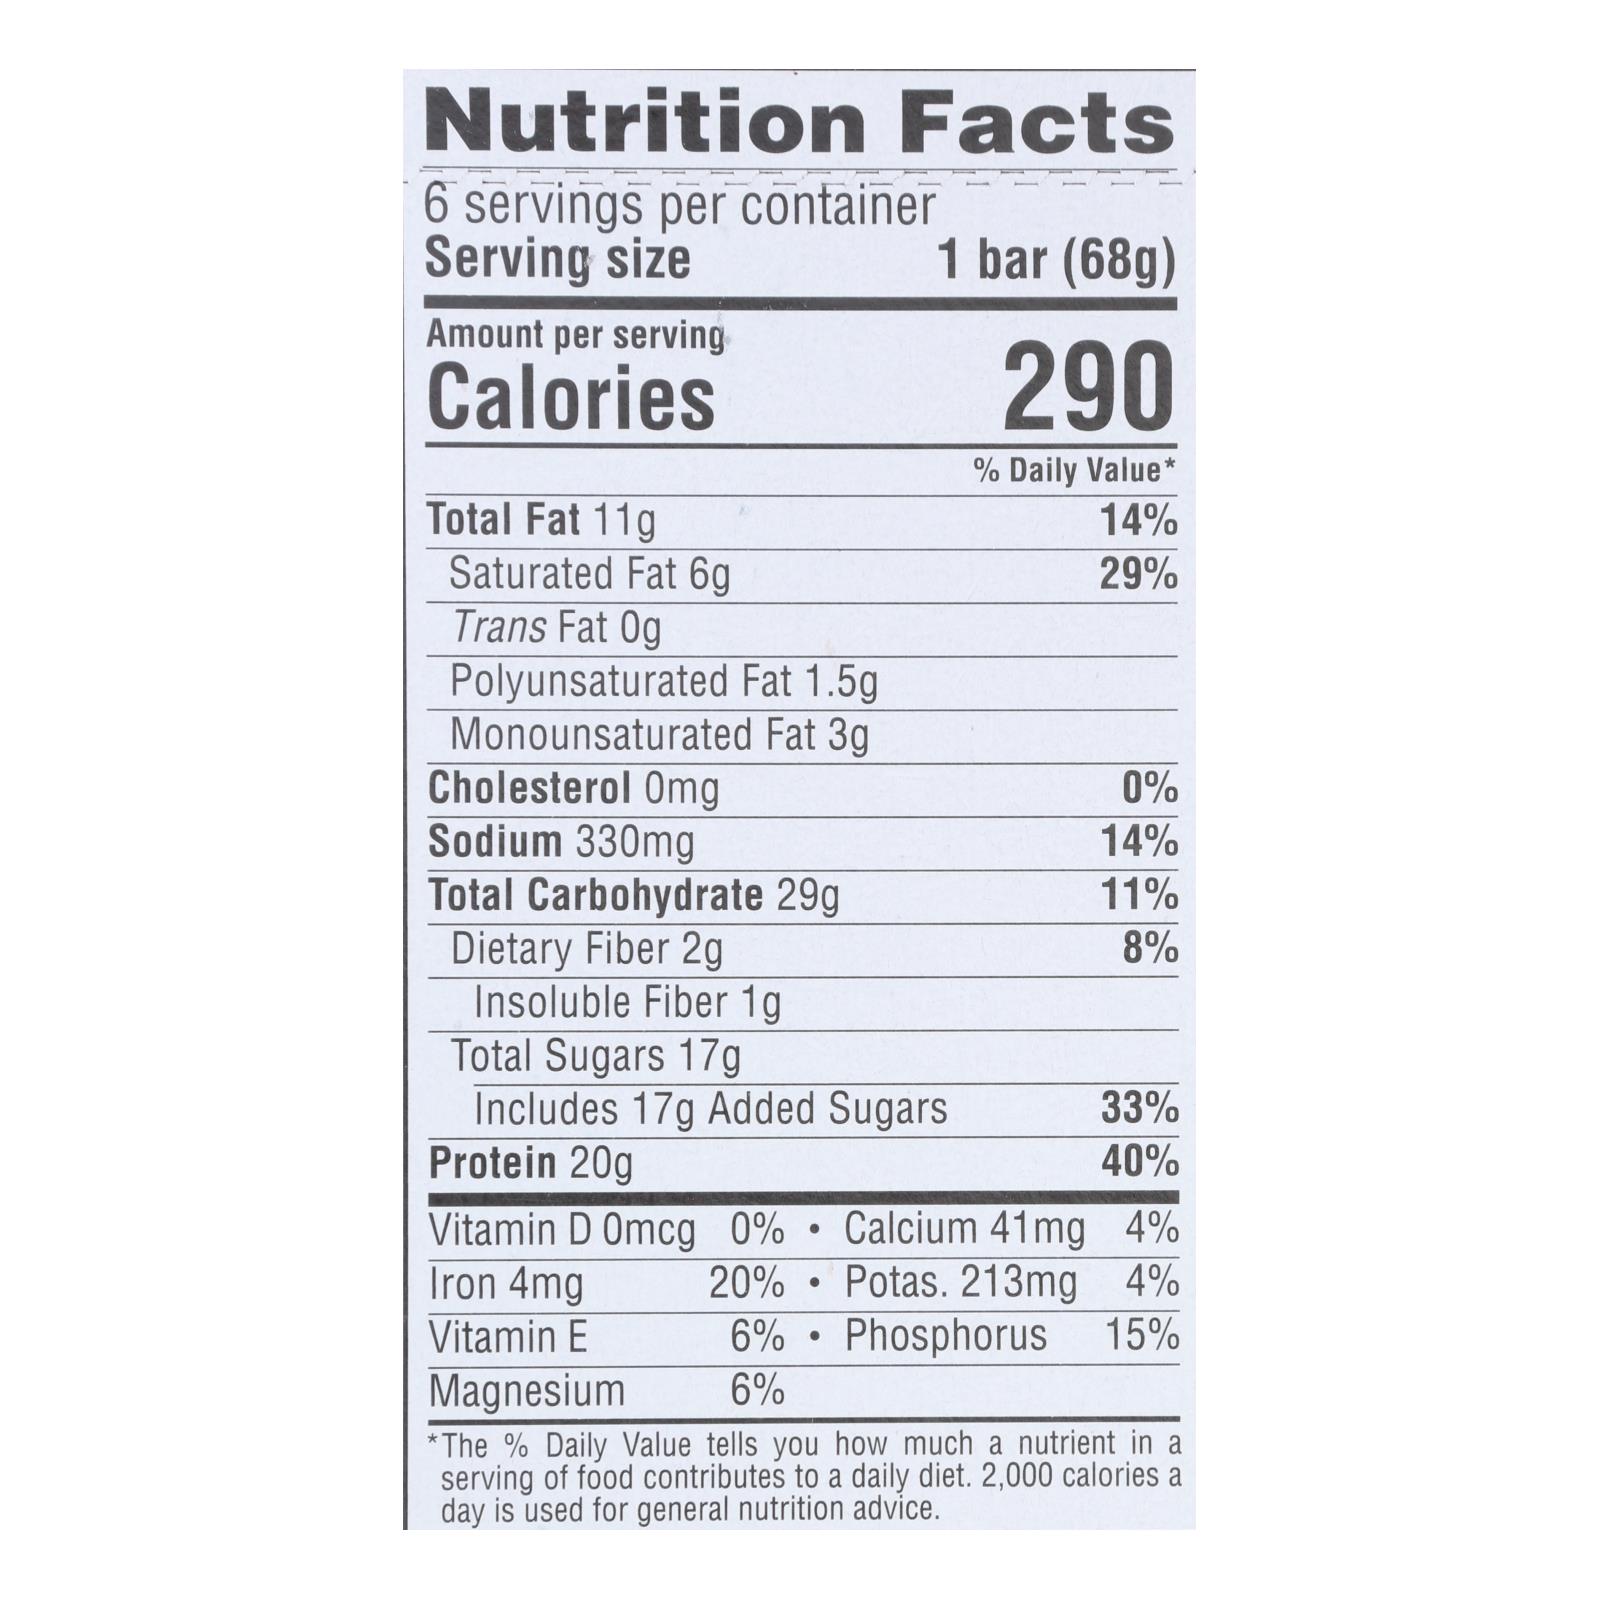 Nutrition Facts
6 servings per container
Serving size 1 bar (68g)
Amount per serving
Calories 290
% Daily Value*
Total Fat 11g 14%
Saturated Fat 6g 29%
Trans Fat 0g
Polyunsaturated Fat 1.5g
Monounsaturated Fat 3g
Cholesterol 0mg 0%
Sodium 330mg 14%
Total Carbohydrate 29g 11%
Dietary Fiber 2g 8%
Insoluble Fiber 1g
Total Sugars 17g
Includes 17g Added Sugars 33%
Protein 20g 40%
Vitamin D 0mcg 0% • Calcium 41mg 4%
Iron 4mg 20% • Potas. 213mg 4%
Vitamin E 6% • Phosphorus 15%
Magnesium 6%
*The % Daily Value tells you how much a nutrient in a
serving of food contributes to a daily diet. 2,000 calories a
day is used for general nutrition advice.